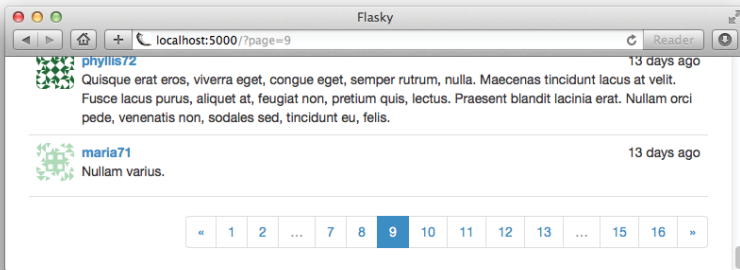 Flasky
localhost:5000/?page=9
Reader
phyllis72 13 days ago
Quisque erat eros, viverra eget, congue eget, semper rutrum, nulla. Maecenas tincidunt lacus at velit.
Fusce lacus purus, aliquet at, feugiat non, pretium quis, lectus. Praesent blandit lacinia erat. Nullam orci
pede, venenatis non, sodales sed, tincidunt eu, felis.
maria71 13 days ago
Nullam varius.
« 1 2 … 7 8 9 10 11 12 13 … 15 16 »